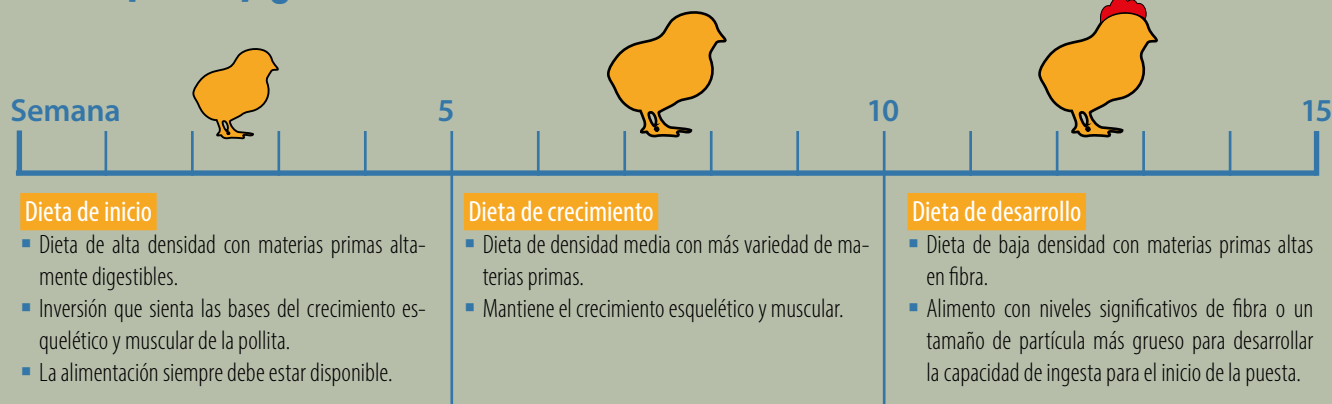 Semana 5 10 15
Dieta de inicio
▪ Dieta de alta densidad con materias primas alta-
mente digestibles.
▪ Inversión que sienta las bases del crecimiento es-
quelético y muscular de la pollita.
▪ La alimentación siempre debe estar disponible.
Dieta de crecimiento
▪ Dieta de densidad media con más variedad de ma-
terias primas.
▪ Mantiene el crecimiento esquelético y muscular.
Dieta de desarrollo
▪ Dieta de baja densidad con materias primas altas
en fibra.
▪ Alimento con niveles significativos de fibra o un
tamaño de partícula más grueso para desarrollar
la capacidad de ingesta para el inicio de la puesta.